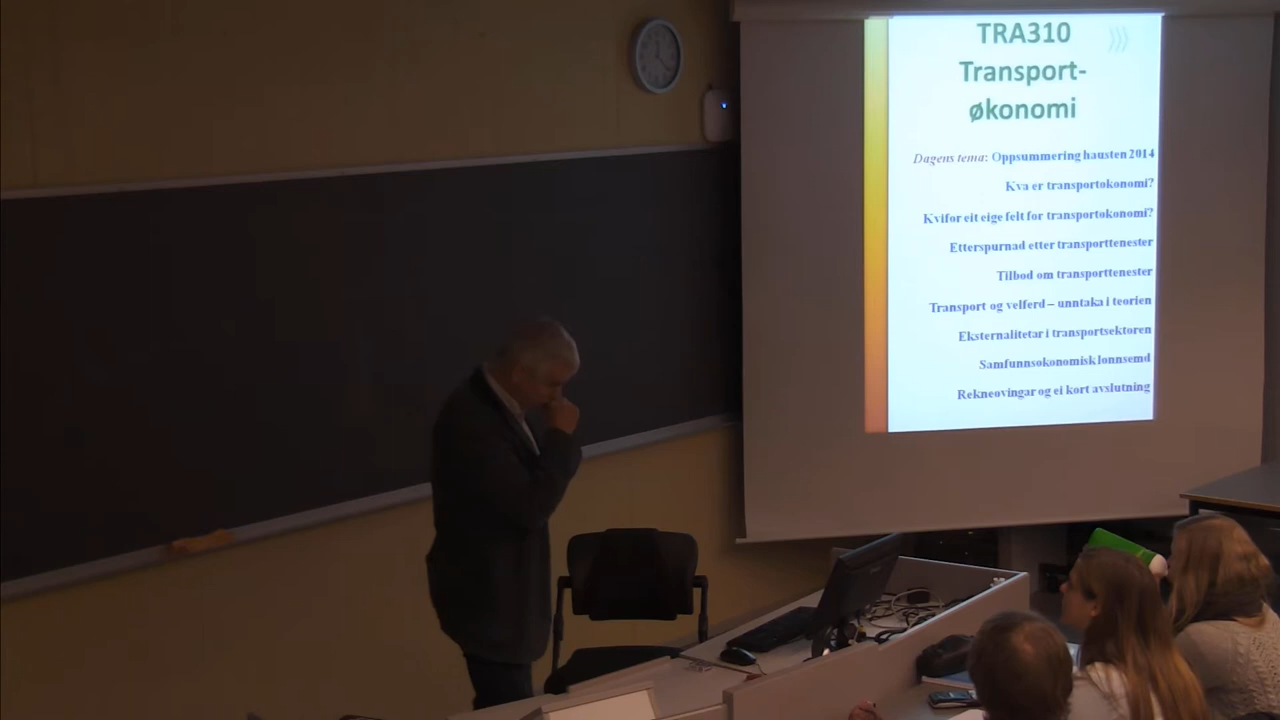 TRA310
Transport-
økonomi
Dagens tema: Oppsummering hausten 2014
Kva er transportøkonomi?
Kvifor eit eige felt for transportøkonomi?
Etterspurnad etter transporttenester
Tilbod om transporttenester
Transport og velferd – unntaka i teorien
Eksternalitetar i transportsektoren
Samfunnsøkonomisk lønnsemd
Rekneøvingar og ei kort avslutning